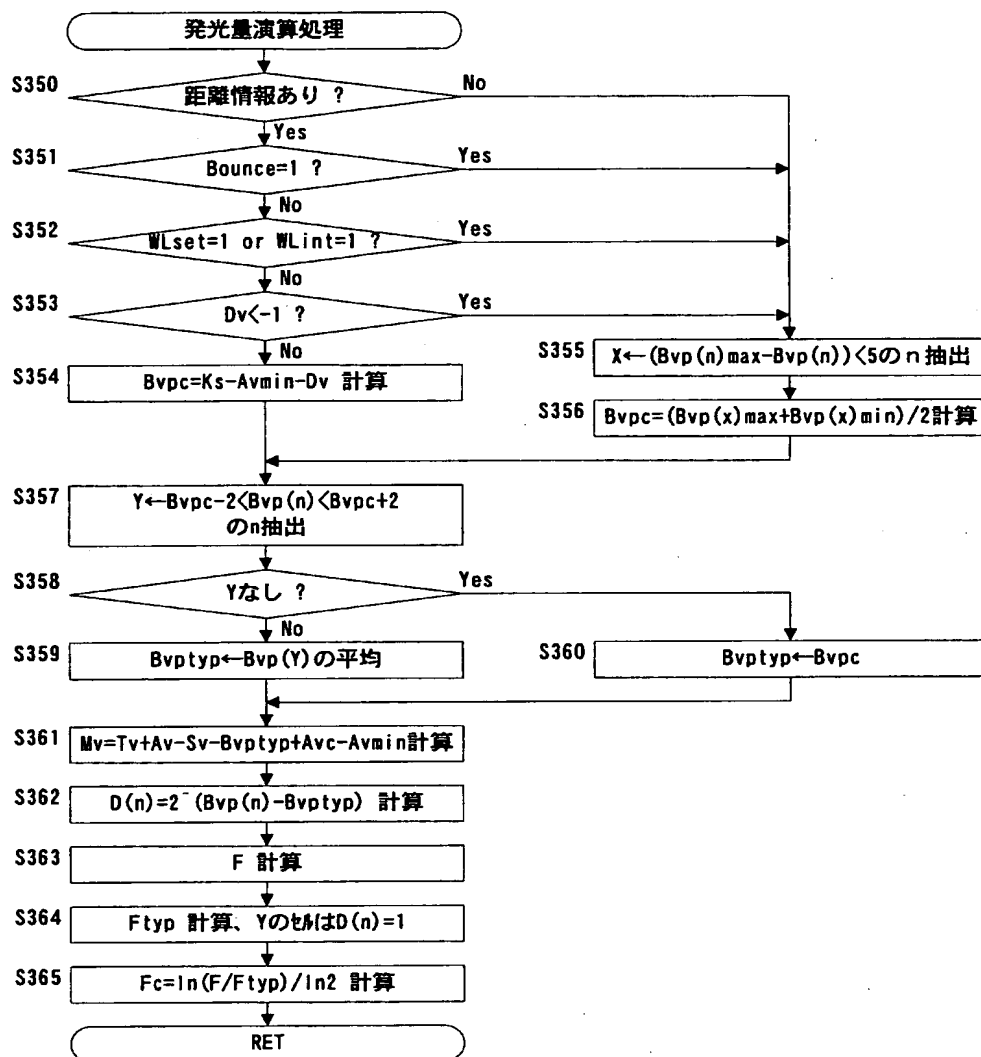 発光量演算処理
S350
距離情報あり ?
No
Yes
S351
Bounce=1 ?
Yes
No
S352
WLset=1 or WLint=1 ?
Yes
No
S353
Dv<-1 ?
Yes
No
S354
Bvpc=Ks-Avmin-Dv 計算
S355
X←(Bvp(n)max-Bvp(n))<5のn抽出
S356
Bvpc=(Bvp(x)max+Bvp(x)min)/2計算
S357
Y←Bvpc-2<Bvp(n)<Bvpc+2
のn抽出
S358
Yなし ?
Yes
No
S359
Bvptyp←Bvp(Y)の平均
S360
Bvptyp←Bvpc
S361
Mv=Tv+Av-Sv-Bvptyp+Avc-Avmin計算
S362
D(n)=2^-(Bvp(n)-Bvptyp) 計算
S363
F 計算
S364
Ftyp 計算、YのセルはD(n)=1
S365
Fc=ln(F/Ftyp)/ln2 計算
RET